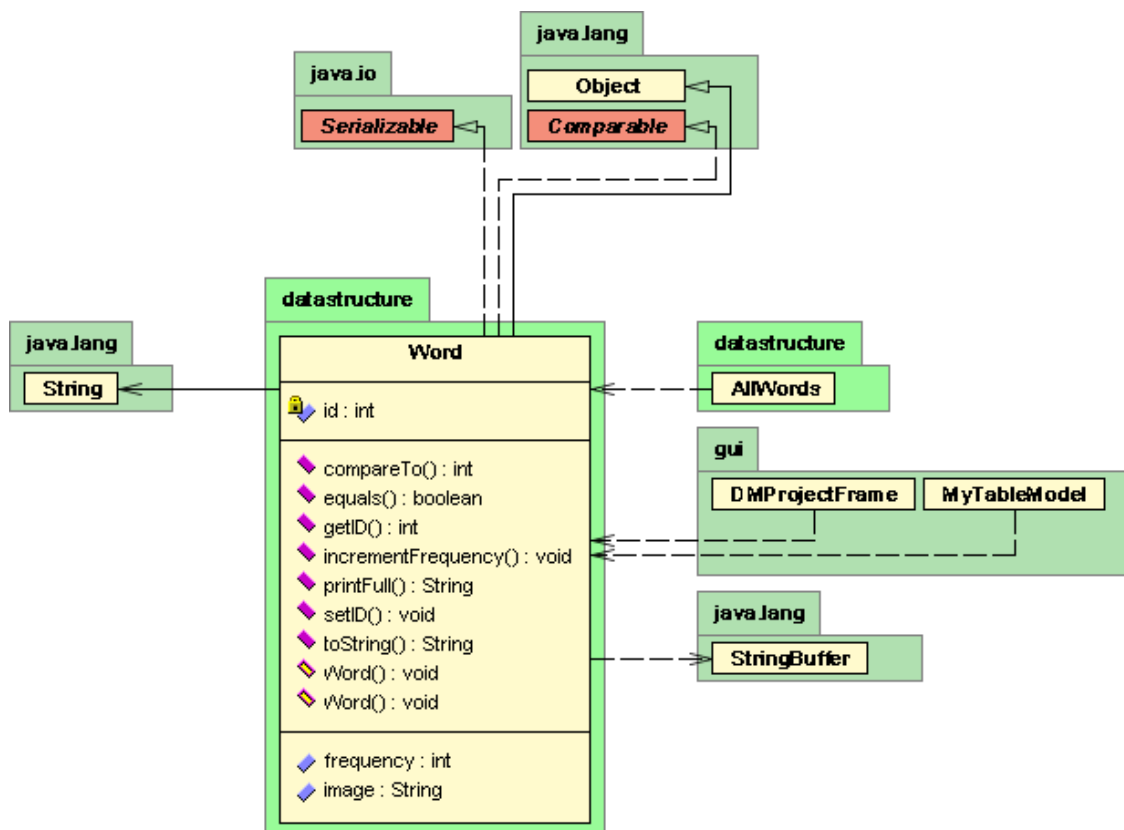 java.lang
java.io
Object
Serializable
Comparable
datastructure
java.lang
Word
datastructure
String
AllWords
id : int
gui
compareTo() : int
equals() : boolean
DMProjectFrame
MyTableModel
getID() : int
incrementFrequency() : void
printFull() : String
setID() : void
java.lang
toString() : String
StringBuffer
Word() : void
Word() : void
frequency : int
image : String